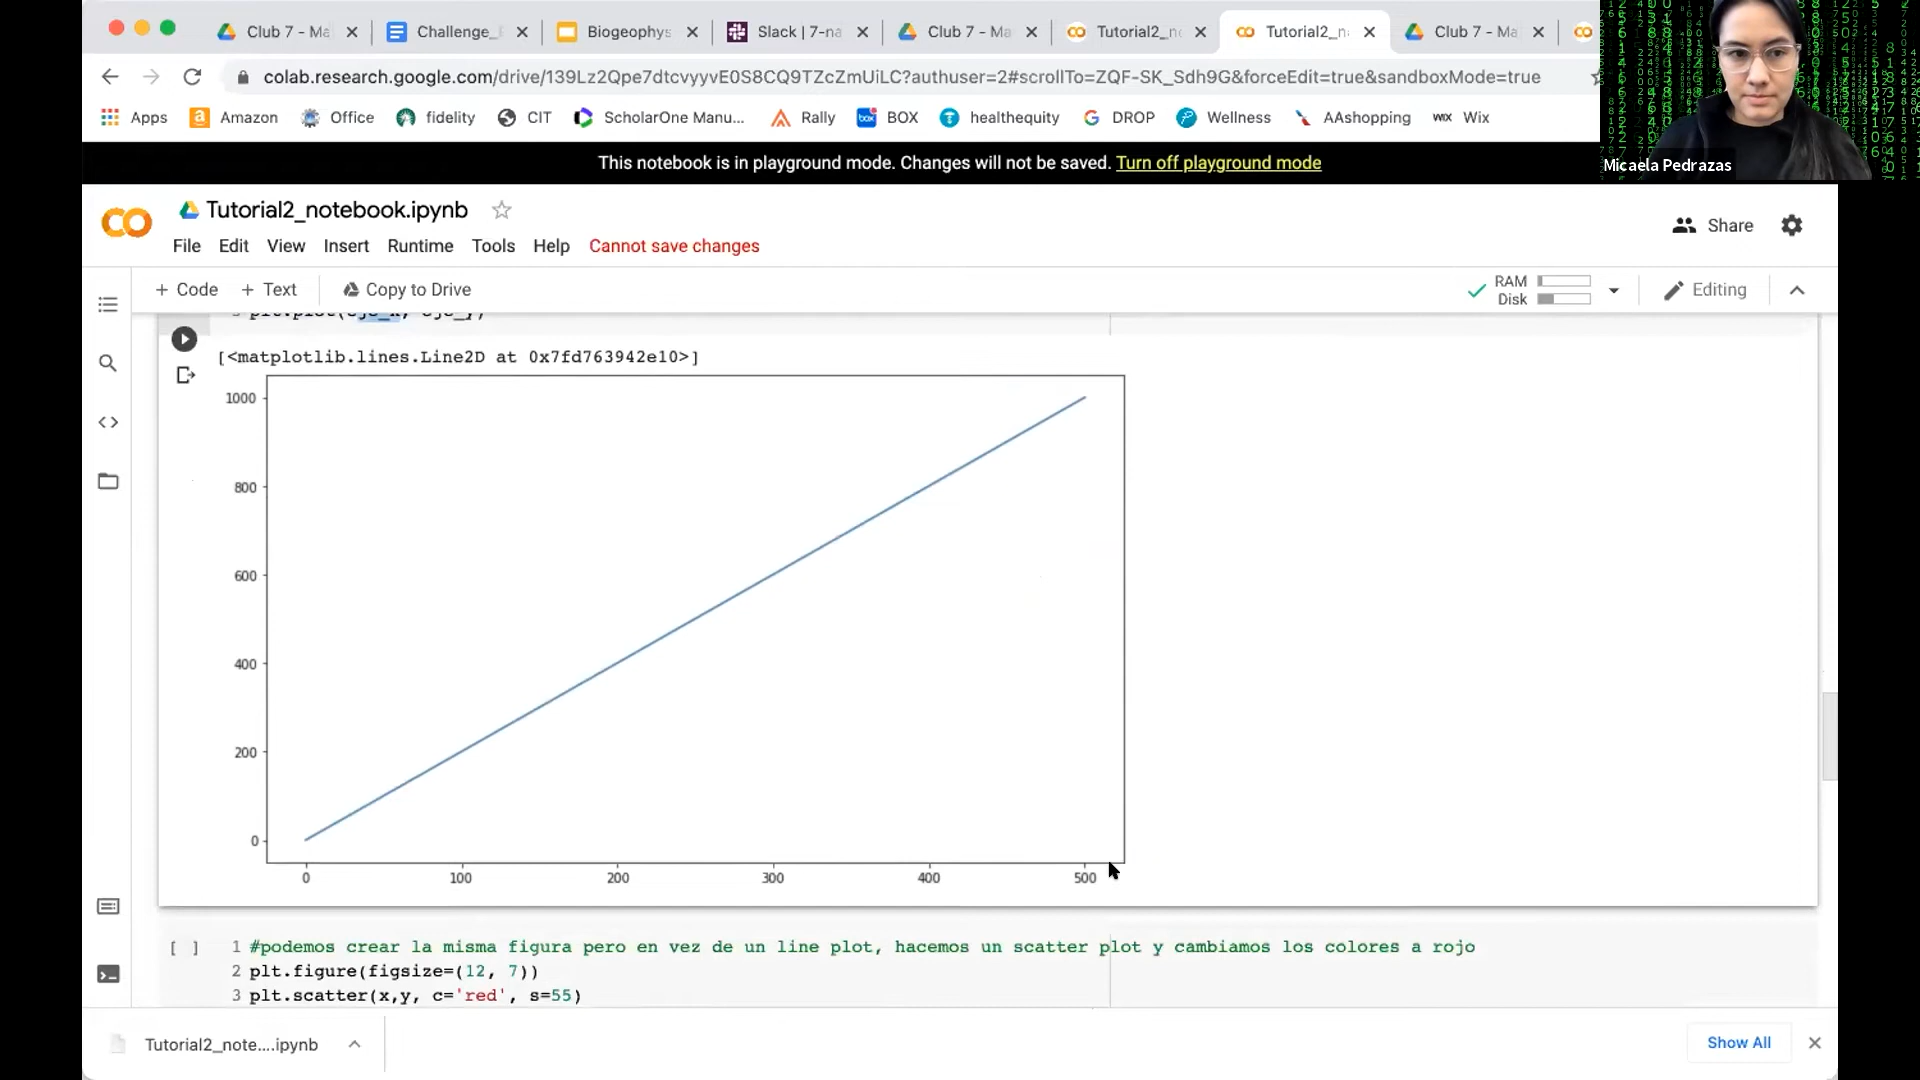 Club 7 - Ma
Challenge_
Biogeophys
Slack | 7-na
Club 7 - Ma
Tutorial2_n
Tutorial2_n
Club 7 - Ma
colab.research.google.com/drive/139Lz2Qpe7dtcvyyvE0S8CQ9TZcZmUiLC?authuser=2#scrollTo=ZQF-SK_Sdh9G&forceEdit=true&sandboxMode=true
Apps Amazon Office fidelity CIT ScholarOne Manu... Rally BOX healthequity DROP Wellness AAshopping Wix
Micaela Pedrazas
This notebook is in playground mode. Changes will not be saved. Turn off playground mode
Tutorial2_notebook.ipynb
Share
File Edit View Insert Runtime Tools Help Cannot save changes
+ Code + Text Copy to Drive
RAM
Disk
Editing
[<matplotlib.lines.Line2D at 0x7fd763942e10>]
1000
800
600
400
200
0
0 100 200 300 400 500
[ ] 1 #podemos crear la misma figura pero en vez de un line plot, hacemos un scatter plot y cambiamos los colores a rojo
2 plt.figure(figsize=(12, 7))
3 plt.scatter(x,y, c='red', s=55)
Tutorial2_note....ipynb
Show All